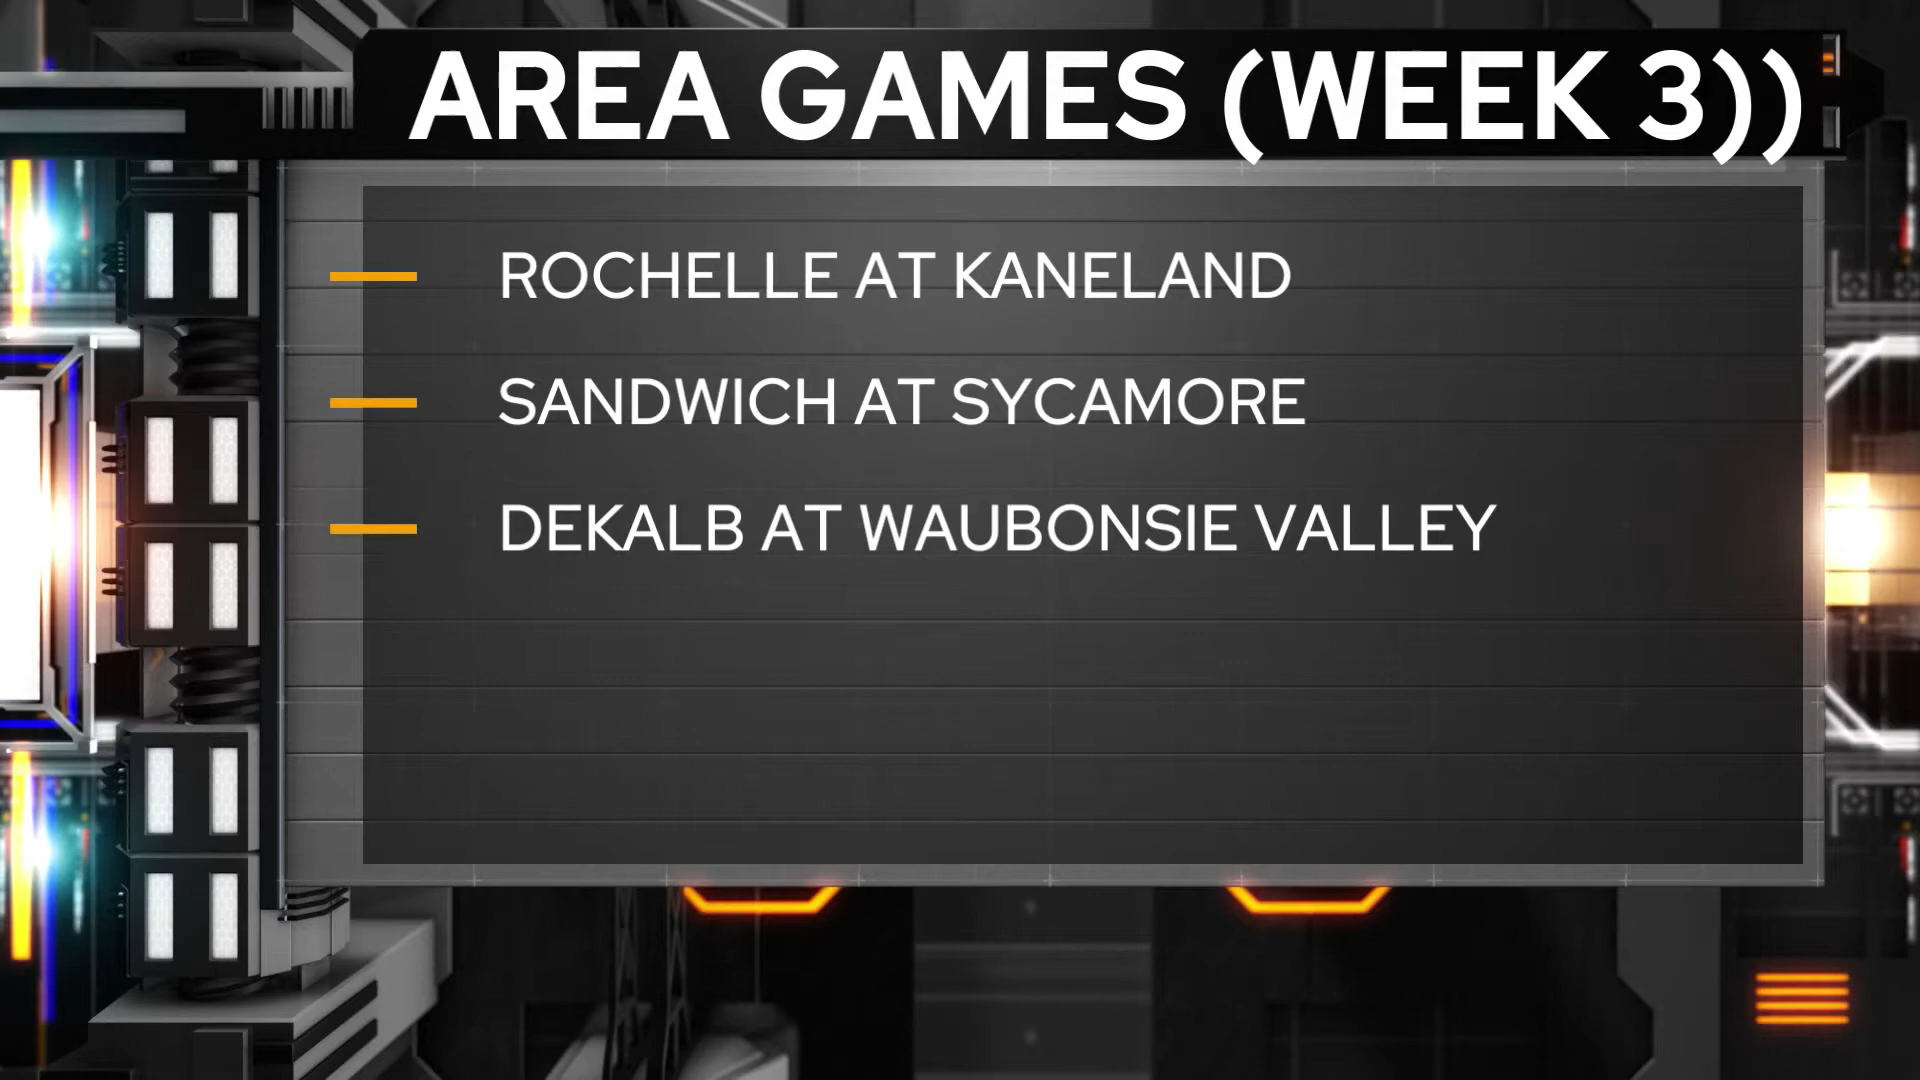 AREA GAMES (WEEK 3))
ROCHELLE AT KANELAND
SANDWICH AT SYCAMORE
DEKALB AT WAUBONSIE VALLEY